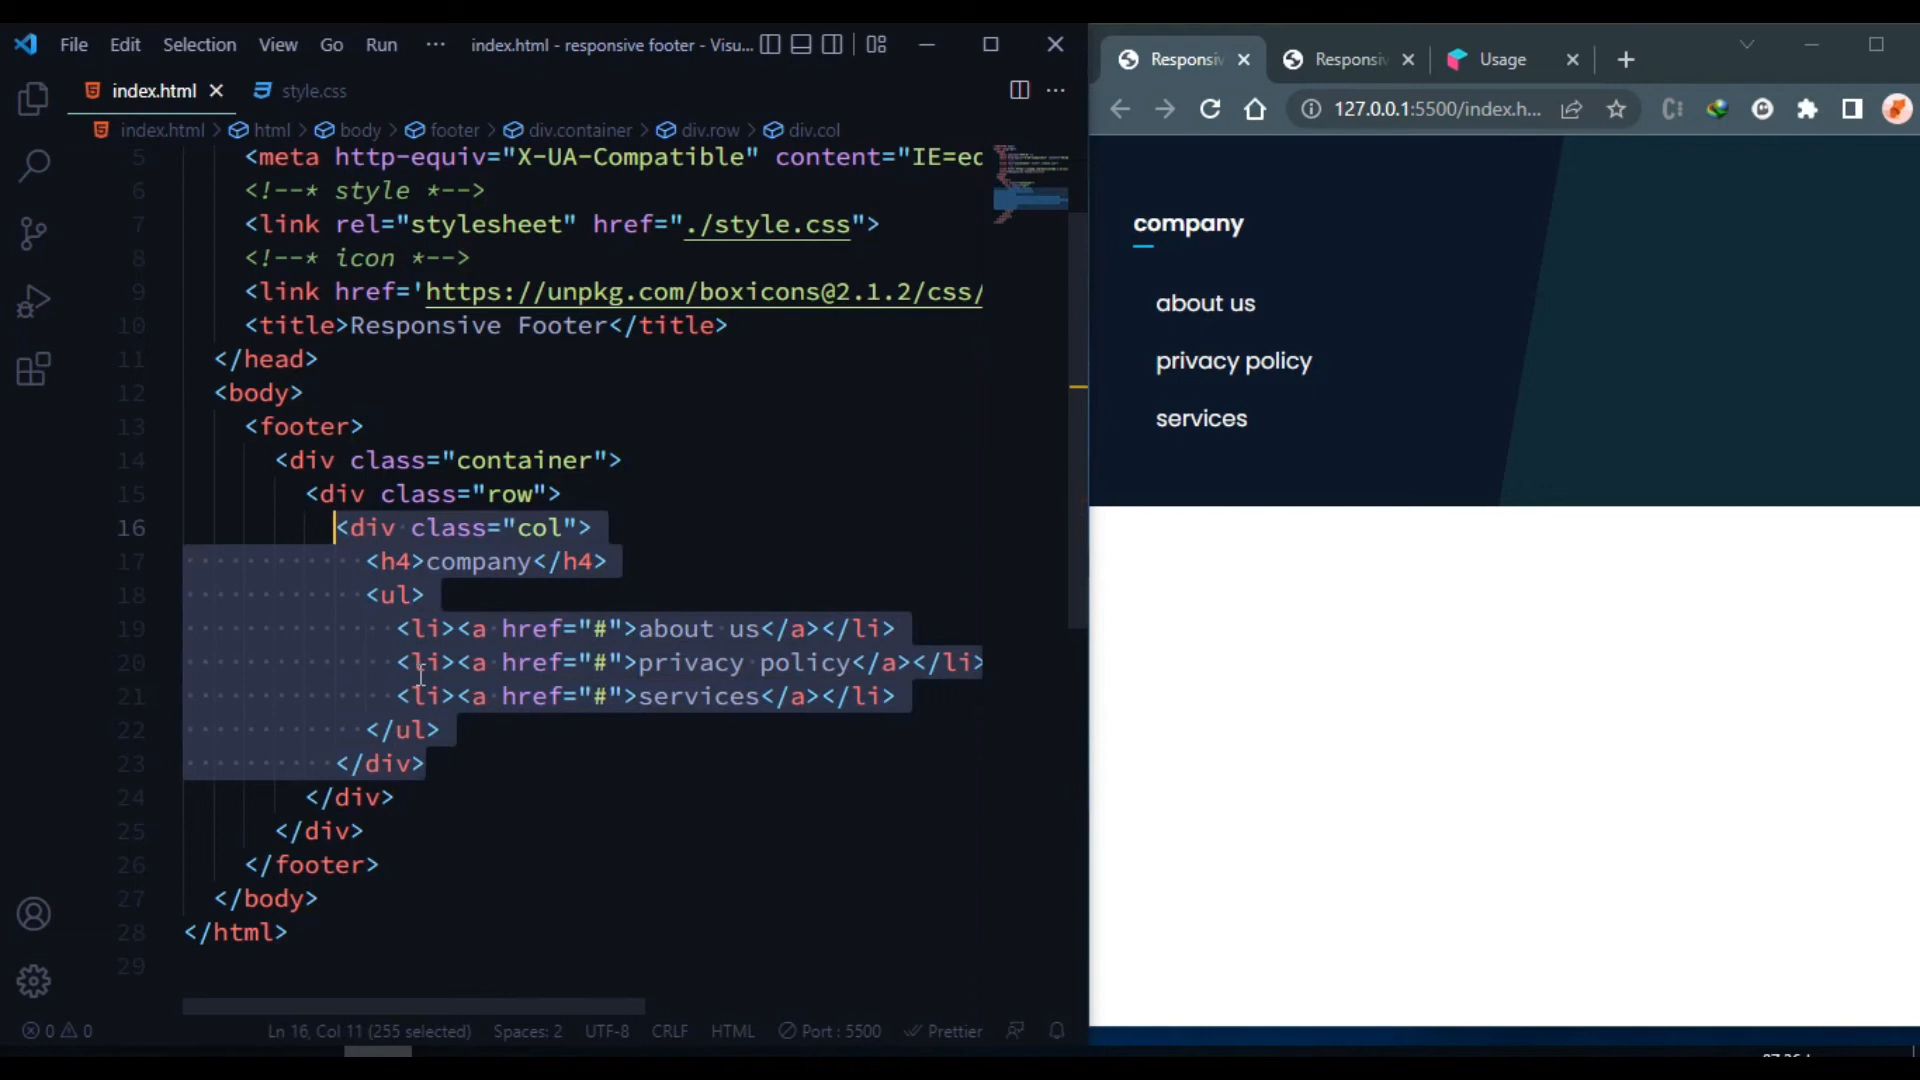 File Edit Selection View Go Run ··· index.html - responsive footer - Visu...
index.html style.css
index.html > html > body > footer > div.container > div.row > div.col
5 <meta http-equiv="X-UA-Compatible" content="IE=ed
6 <!--* style *-->
7 <link rel="stylesheet" href="./style.css">
8 <!--* icon *-->
9 <link href='https://unpkg.com/boxicons@2.1.2/css/
10 <title>Responsive Footer</title>
11 </head>
12 <body>
13 <footer>
14 <div class="container">
15 <div class="row">
16 <div class="col">
17 <h4>company</h4>
18 <ul>
19 <li><a href="#">about us</a></li>
20 <li><a href="#">privacy policy</a></li>
21 <li><a href="#">services</a></li>
22 </ul>
23 </div>
24 </div>
25 </div>
26 </footer>
27 </body>
28 </html>
29
0 0 Ln 16, Col 11 (255 selected) Spaces: 2 UTF-8 CRLF HTML Port : 5500 Prettier
Responsiv Responsiv Usage
127.0.0.1:5500/index.h...
company
about us
privacy policy
services